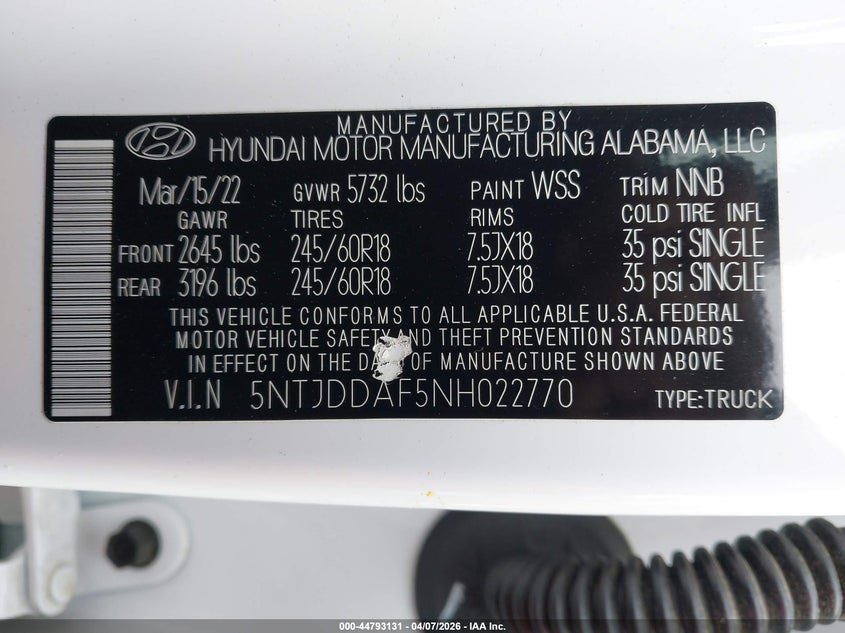 MANUFACTURED BY
HYUNDAI MOTOR MANUFACTURING ALABAMA, LLC
Mar/15/22 GVWR 5732 lbs PAINT WSS TRIM NNB
GAWR TIRES RIMS COLD TIRE INFL
FRONT 2645 lbs 245/60R18 7.5JX18 35 psi SINGLE
REAR 3196 lbs 245/60R18 7.5JX18 35 psi SINGLE
THIS VEHICLE CONFORMS TO ALL APPLICABLE U.S.A. FEDERAL
MOTOR VEHICLE SAFETY AND THEFT PREVENTION STANDARDS
IN EFFECT ON THE OF MANUFACTURE SHOWN ABOVE
V.I.N 5NTJDDAF5NH022770 TYPE:TRUCK
000-44793131 - 04/07/2026 - IAA Inc.